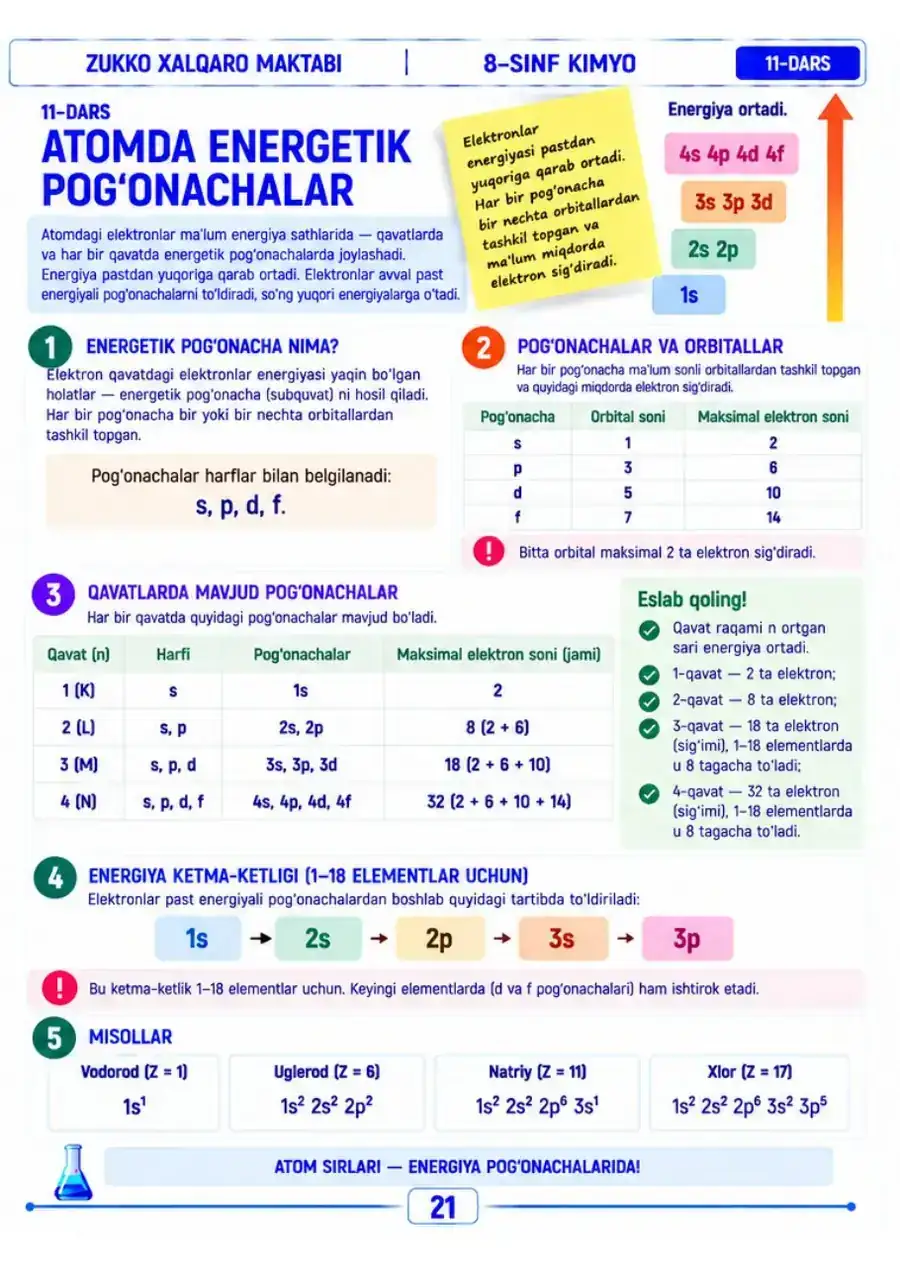 ZUKKO XALQARO MAKTABI | 8-SINF KIMYO
11-DARS
11-DARS
ATOMDA ENERGETIK
POG‘ONACHALAR
Atomdagi elektronlar ma'lum energiya sathlarida — qavatlarda
va har bir qavatda energetik pog'onachalarda joylashadi.
Energiya pastdan yuqoriga qarab ortadi. Elektronlar avval past
energiyali pog'onachalarni to'ldiradi, so'ng yuqori energiyalarga o'tadi.
Elektronlar
energiyasi pastdan
yuqoriga qarab ortadi.
Har bir pog'onacha
bir nechta orbitallardan
tashkil topgan va
ma'lum miqdorda
elektron sig'diradi.
Energiya ortadi.
4s 4p 4d 4f
3s 3p 3d
2s 2p
1s
1 ENERGETIK POG'ONACHA NIMA?
Elektron qavatdagi elektronlar energiyasi yaqin bo'lgan
holatlar — energetik pog'onacha (subquvat) ni hosil qiladi.
Har bir pog'onacha bir yoki bir nechta orbitallardan
tashkil topgan.
Pog'onachalar harflar bilan belgilanadi:
s, p, d, f.
2 POG'ONACHALAR VA ORBITALLAR
Har bir pog'onacha ma'lum sonli orbitallardan tashkil topgan
va quyidagi miqdorda elektron sig'diradi.
Pog'onacha Orbital soni Maksimal elektron soni
s 1 2
p 3 6
d 5 10
f 7 14
! Bitta orbital maksimal 2 ta elektron sig'diradi.
3 QAVATLARDA MAVJUD POG'ONACHALAR
Har bir qavatda quyidagi pog'onachalar mavjud bo'ladi.
Qavat (n) Harfi Pog'onachalar Maksimal elektron soni (jami)
1 (K) s 1s 2
2 (L) s, p 2s, 2p 8 (2 + 6)
3 (M) s, p, d 3s, 3p, 3d 18 (2 + 6 + 10)
4 (N) s, p, d, f 4s, 4p, 4d, 4f 32 (2 + 6 + 10 + 14)
Eslab qoling!
Qavat raqami n ortgan
sari energiya ortadi.
1-qavat — 2 ta elektron;
2-qavat — 8 ta elektron;
3-qavat — 18 ta elektron
(sig'imi), 1–18 elementlarda
u 8 tagacha to'ladi;
4-qavat — 32 ta elektron
(sig'imi), 1–18 elementlarda
u 8 tagacha to'ladi.
4 ENERGIYA KETMA-KETLIGI (1–18 ELEMENTLAR UCHUN)
Elektronlar past energiyali pog'onachalardan boshlab quyidagi tartibda to'ldiriladi:
1s → 2s → 2p → 3s → 3p
! Bu ketma-ketlik 1–18 elementlar uchun. Keyingi elementlarda (d va f pog'onachalari) ham ishtirok etadi.
5 MISOLLAR
Vodorod (Z = 1)
1s¹
Uglerod (Z = 6)
1s² 2s² 2p²
Natriy (Z = 11)
1s² 2s² 2p⁶ 3s¹
Xlor (Z = 17)
1s² 2s² 2p⁶ 3s² 3p⁵
ATOM SIRLARI — ENERGIYA POG'ONACHALARIDA!
21